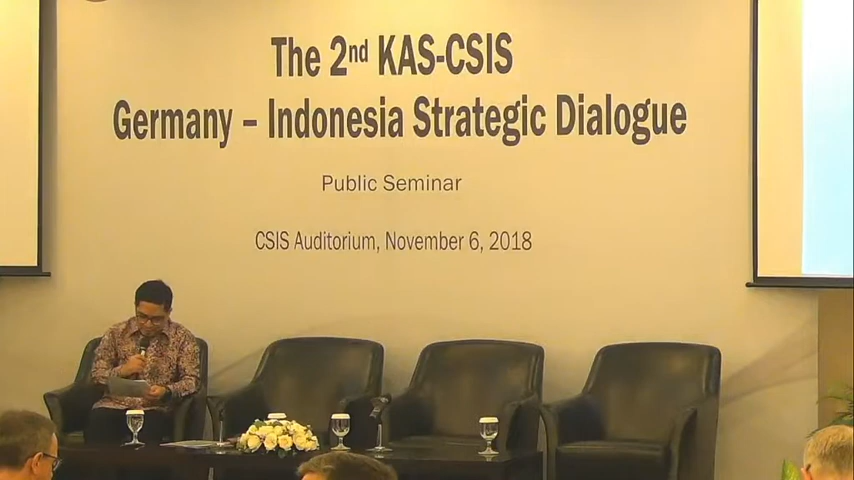 The 2nd KAS-CSIS
Germany – Indonesia Strategic Dialogue
Public Seminar
CSIS Auditorium, November 6, 2018